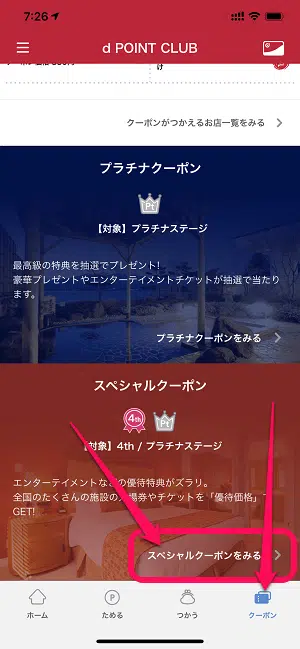 7:26
d POINT CLUB
け
クーポンがつかえるお店一覧をみる
プラチナクーポン
Pt
【対象】プラチナステージ
最高級の特典を抽選でプレゼント!
豪華プレゼントやエンターテイメントチケットが抽選で当たり
ます。
プラチナクーポンをみる
スペシャルクーポン
4th Pt
【対象】4th / プラチナステージ
エンターテイメントなどの優待特典がズラリ。
全国のたくさんの施設の入場券やチケットを「優待価格」で
GET!
スペシャルクーポンをみる
ホーム P ためる つかう クーポン